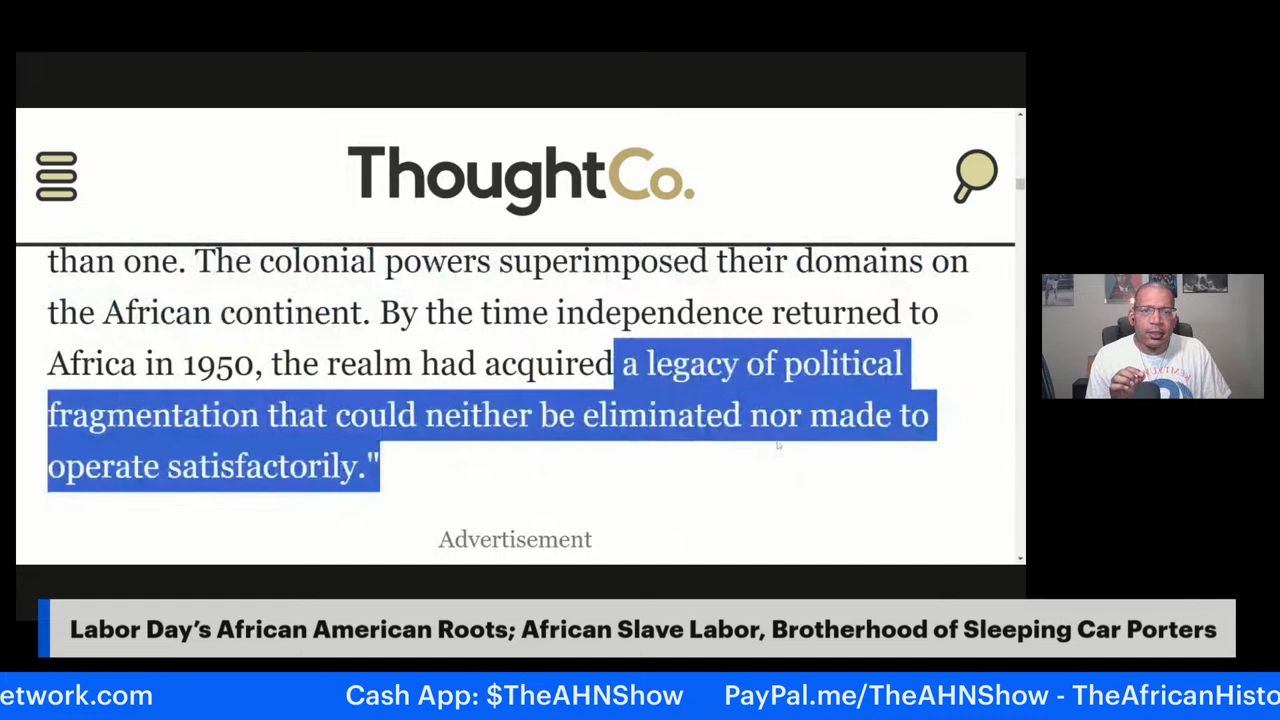 ThoughtCo.
than one. The colonial powers superimposed their domains on
the African continent. By the time independence returned to
Africa in 1950, the realm had acquired a legacy of political
fragmentation that could neither be eliminated nor made to
operate satisfactorily."
Advertisement
Labor Day’s African American Roots; African Slave Labor, Brotherhood of Sleeping Car Porters
etwork.com Cash App: $TheAHNShow PayPal.me/TheAHNShow - TheAfricanHisto